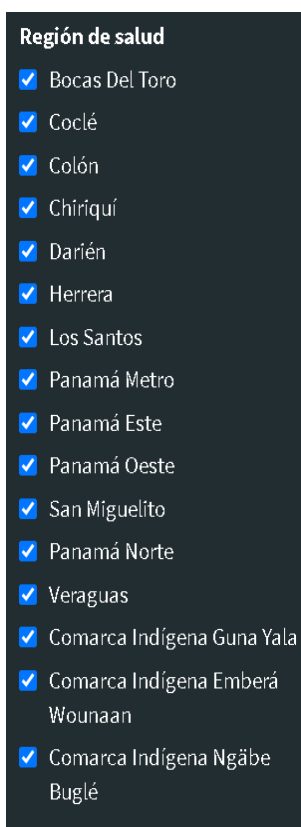 Región de salud
Bocas Del Toro
Coclé
Colón
Chiriquí
Darién
Herrera
Los Santos
Panamá Metro
Panamá Este
Panamá Oeste
San Miguelito
Panamá Norte
Veraguas
Comarca Indígena Guna Yala
Comarca Indígena Emberá
Wounaan
Comarca Indígena Ngäbe
Buglé